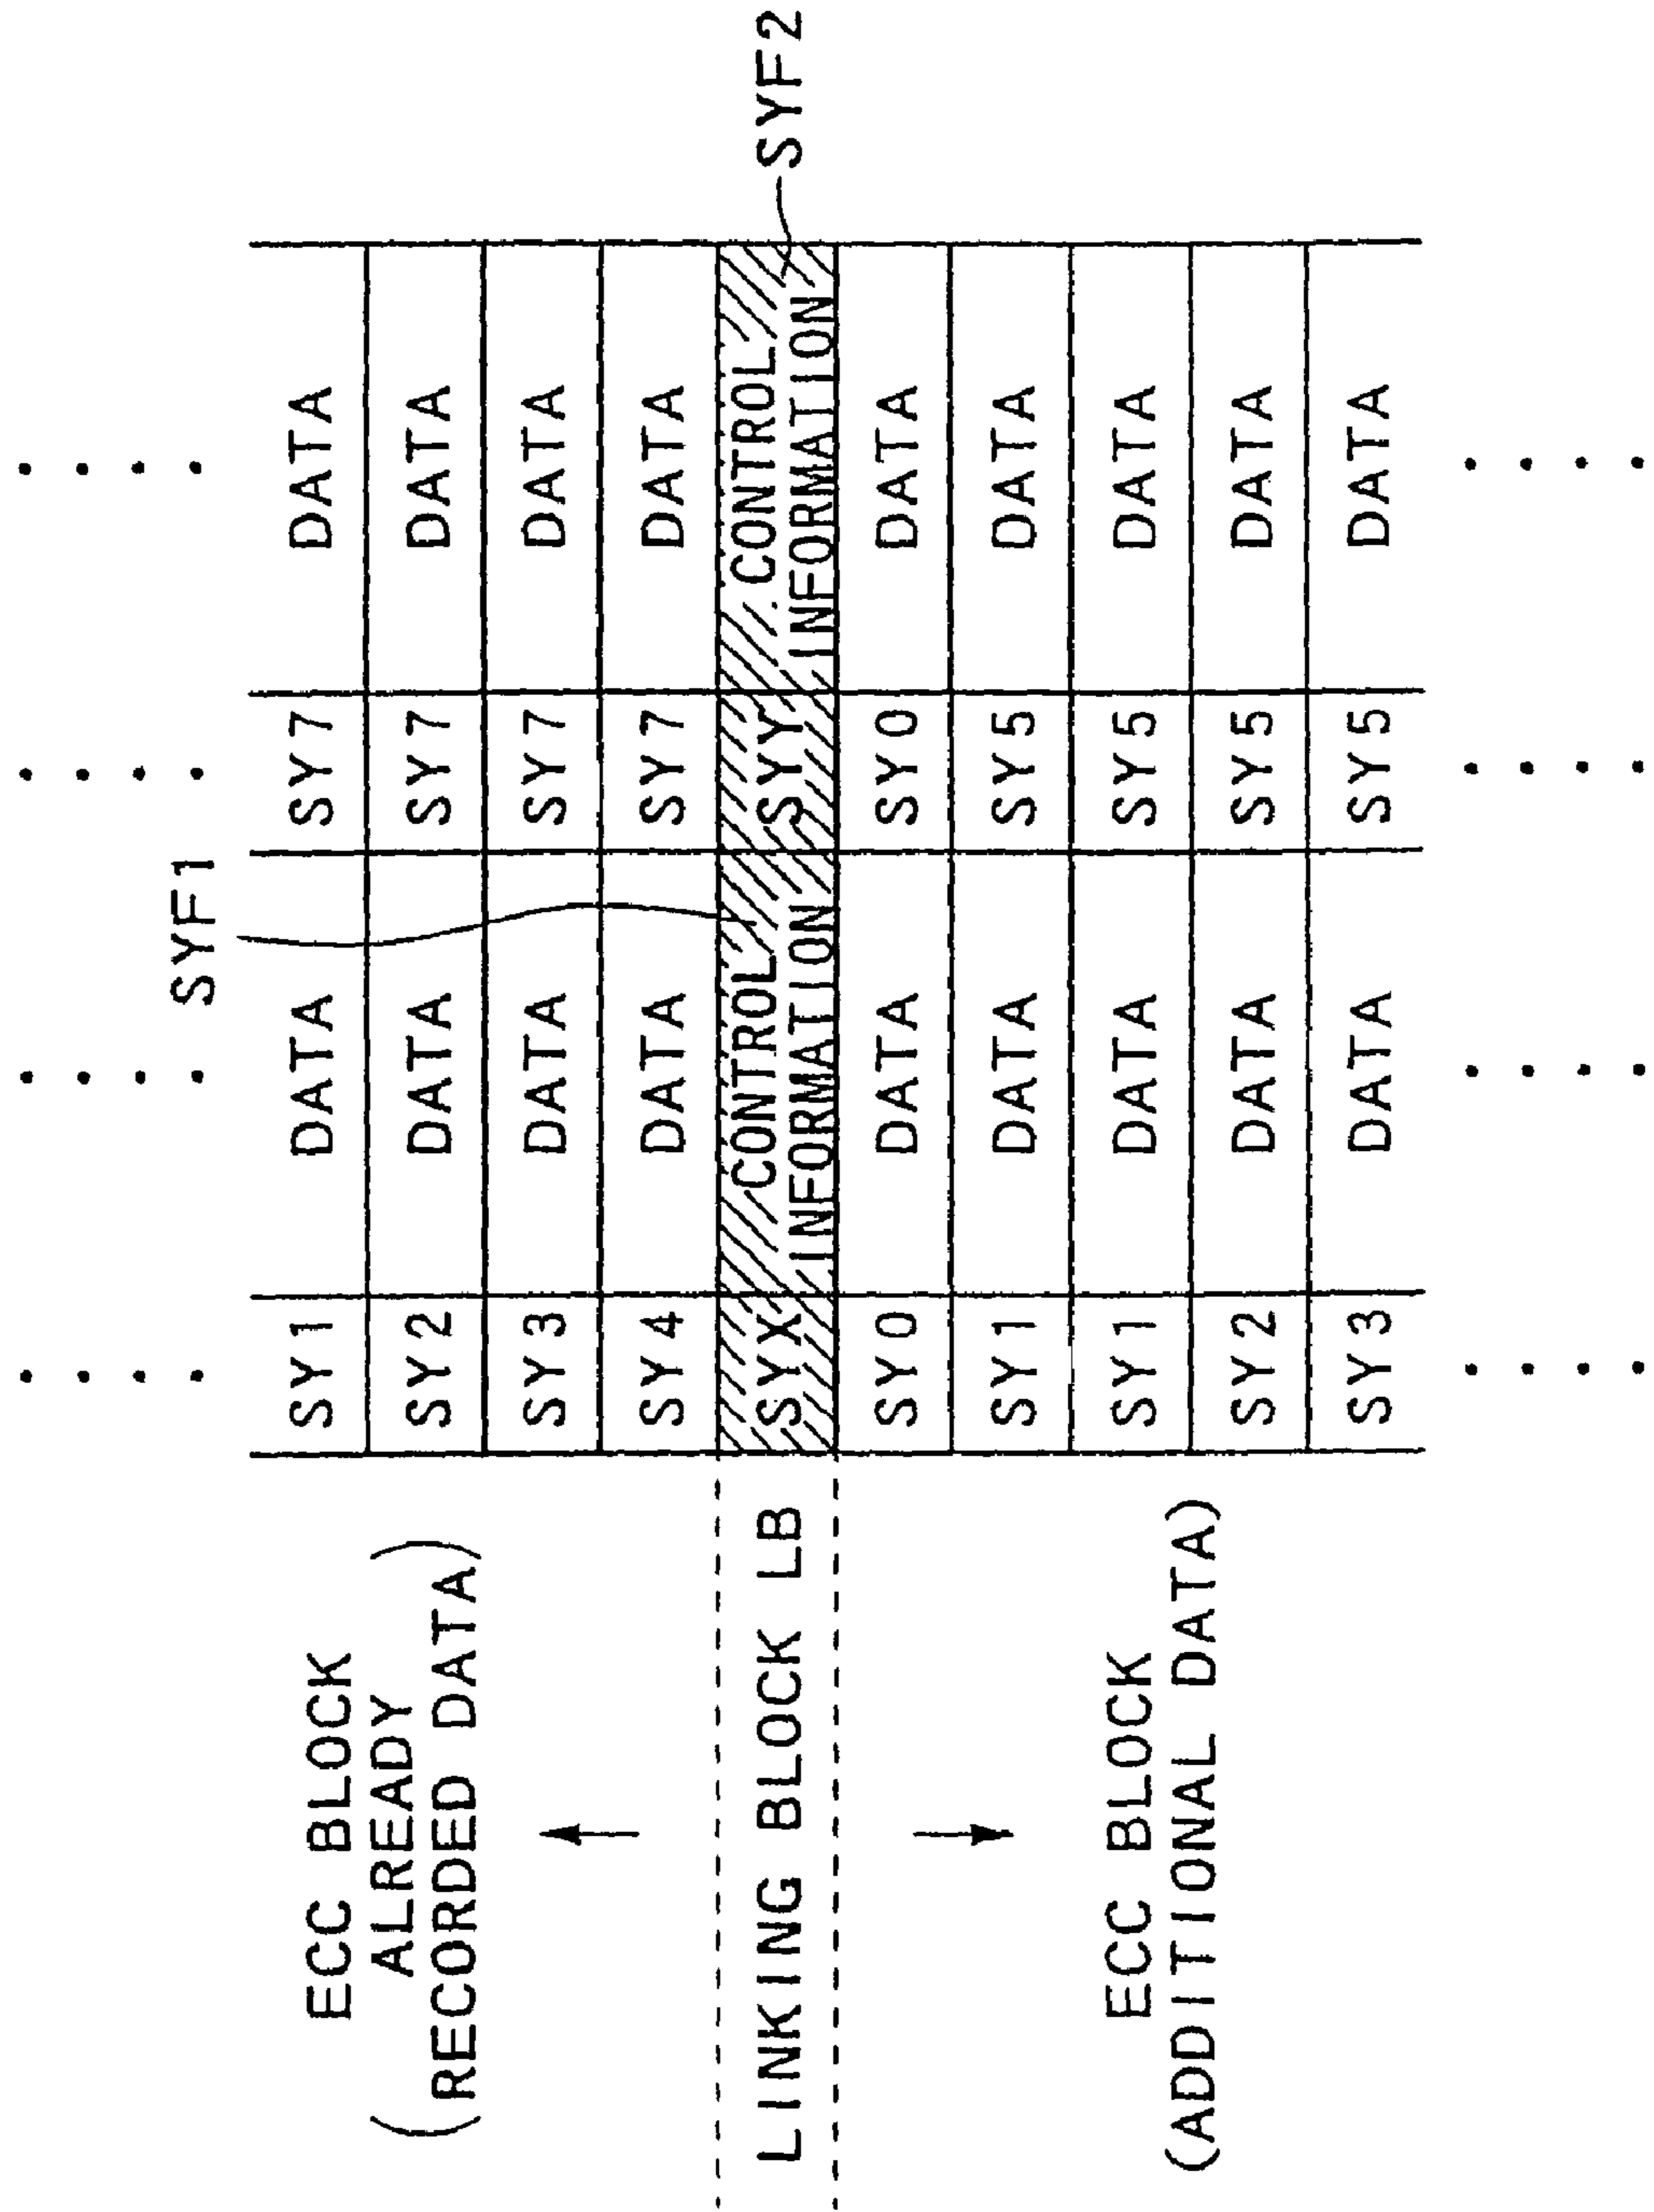 SYF1
ECC BLOCK
ALREADY
(RECORDED DATA)
SY1 DATA SY7 DATA
SY2 DATA SY7 DATA
SY3 DATA SY7 DATA
SY4 DATA SY7 DATA
LINKING BLOCK LB
SYX CONTROL INFORMATION SYY CONTROL INFORMATION
SYF2
ECC BLOCK
(ADDITIONAL DATA)
SY0 DATA SY0 DATA
SY1 DATA SY5 DATA
SY1 DATA SY5 DATA
SY2 DATA SY5 DATA
SY3 DATA SY5 DATA